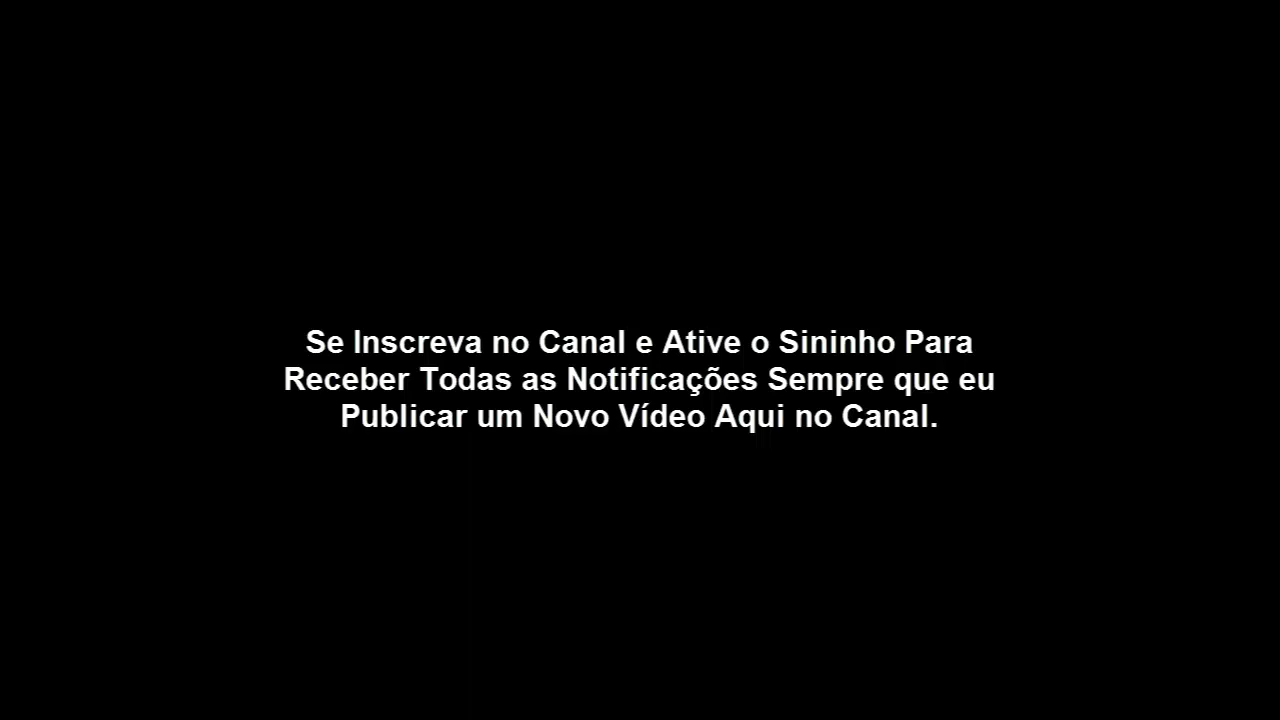 Se Inscreva no Canal e Ative o Sininho Para
Receber Todas as Notificações Sempre que eu
Publicar um Novo Vídeo Aqui no Canal.